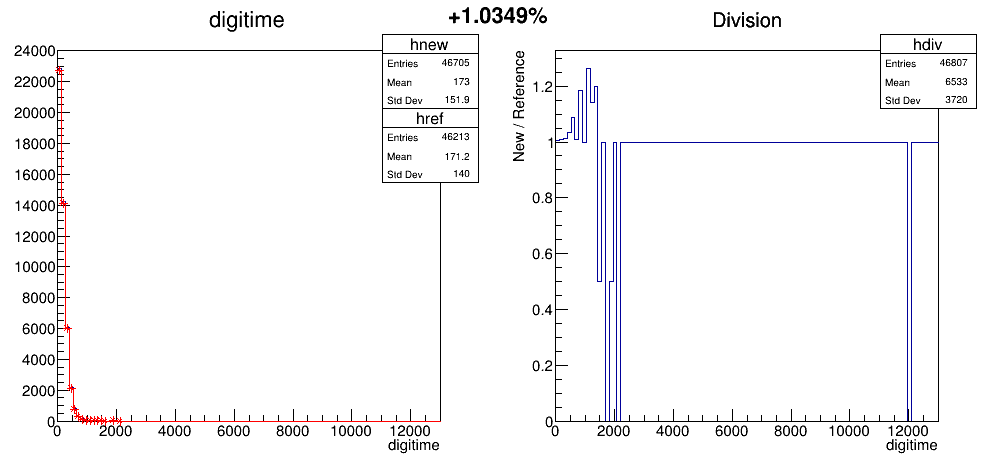 +1.0349%
digitime
hnew
Entries 46705
Mean 173
Std Dev 151.9
href
Entries 46213
Mean 171.2
Std Dev 140
24000
22000
20000
18000
16000
14000
12000
10000
8000
6000
4000
2000
0
0 2000 4000 6000 8000 10000 12000
digitime
Division
hdiv
Entries 46807
Mean 6533
Std Dev 3720
New / Reference
1.2
1
0.8
0.6
0.4
0.2
0
0 2000 4000 6000 8000 10000 12000
digitime